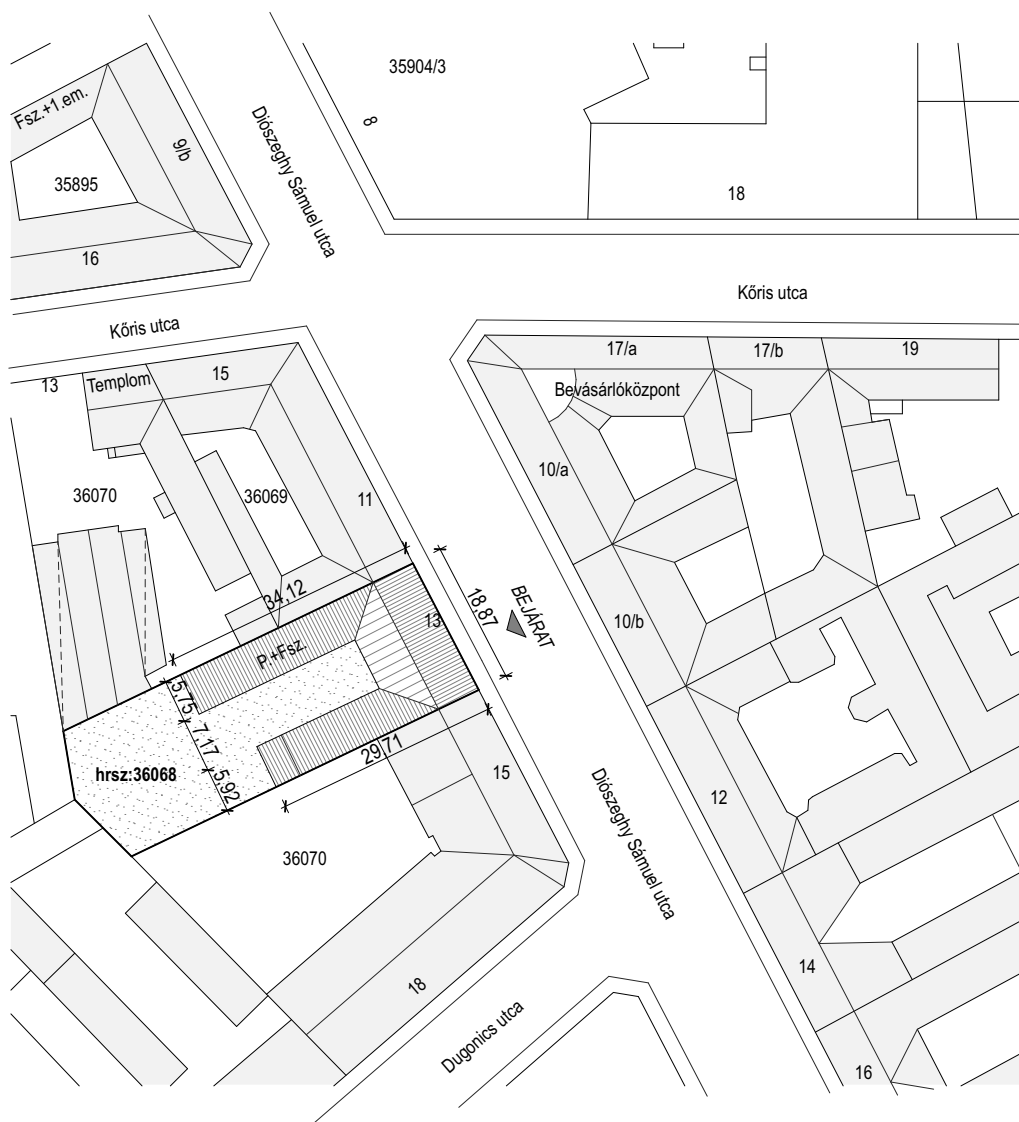 35904/3
Fsz.+1.em.
8
Diószeghy Sámuel utca
9/b
35895
18
16
Kőris utca
Kőris utca
17/a
17/b
19
13
Templom
15
Bevásárlóközpont
10/a
36070
36069
11
34,12
18,87
BEJÁRAT
13
10/b
P.+Fsz.
5,75
7,17
5,92
29,71
hrsz:36068
15
12
Diószeghy Sámuel utca
36070
14
18
Dugonics utca
16